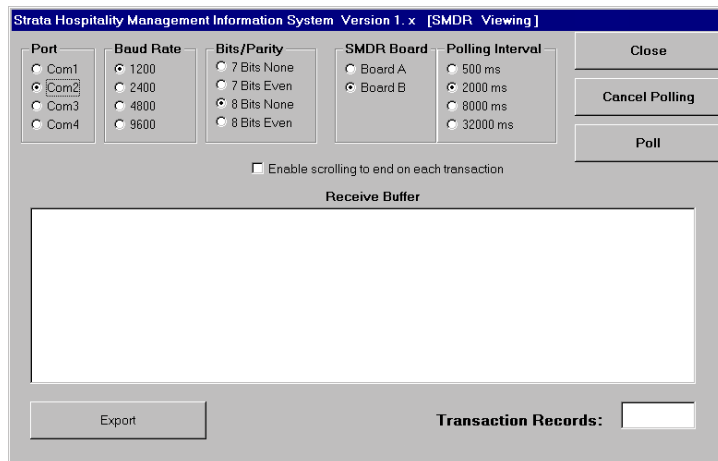 Strata Hospitality Management Information System Version 1. x [SMDR Viewing]
Port
Com1
Com2
Com3
Com4
Baud Rate
1200
2400
4800
9600
Bits/Parity
7 Bits None
7 Bits Even
8 Bits None
8 Bits Even
SMDR Board
Board A
Board B
Polling Interval
500 ms
2000 ms
8000 ms
32000 ms
Close
Cancel Polling
Poll
Enable scrolling to end on each transaction
Receive Buffer
Export
Transaction Records: